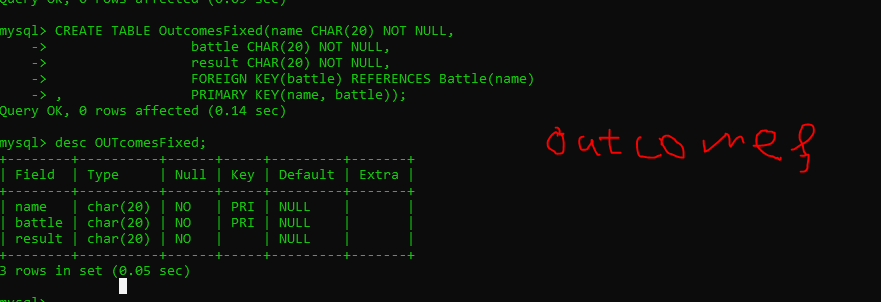 Query OK, 0 rows affected (0.09 sec)
mysql> CREATE TABLE OutcomesFixed(name CHAR(20) NOT NULL,
    -> battle CHAR(20) NOT NULL,
    -> result CHAR(20) NOT NULL,
    -> FOREIGN KEY(battle) REFERENCES Battle(name)
    -> , PRIMARY KEY(name, battle));
Query OK, 0 rows affected (0.14 sec)
mysql> desc OUTcomesFixed;
+--------+----------+------+-----+---------+-------+
| Field | Type | Null | Key | Default | Extra |
+--------+----------+------+-----+---------+-------+
| name | char(20) | NO | PRI | NULL | |
| battle | char(20) | NO | PRI | NULL | |
| result | char(20) | NO | | NULL | |
+--------+----------+------+-----+---------+-------+
3 rows in set (0.05 sec)
mysql>
outcomef